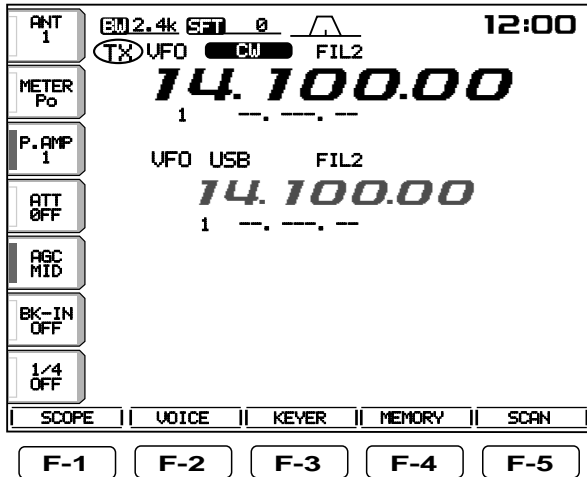 ANT
1
BW 2.4k SFT 0
12:00
TX VFO CW FIL2
METER
Po
14.100.00
1 --.---.--
P.AMP
1
VFO USB FIL2
ATT
OFF
14.100.00
1 --.---.--
AGC
MID
BK-IN
OFF
1/4
OFF
SCOPE VOICE KEYER MEMORY SCAN
F-1 F-2 F-3 F-4 F-5